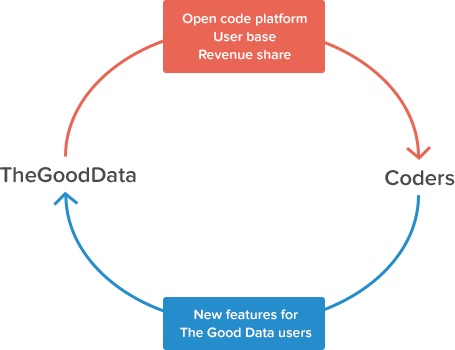 Open code platform
User base
Revenue share
TheGoodData
Coders
New features for
The Good Data users